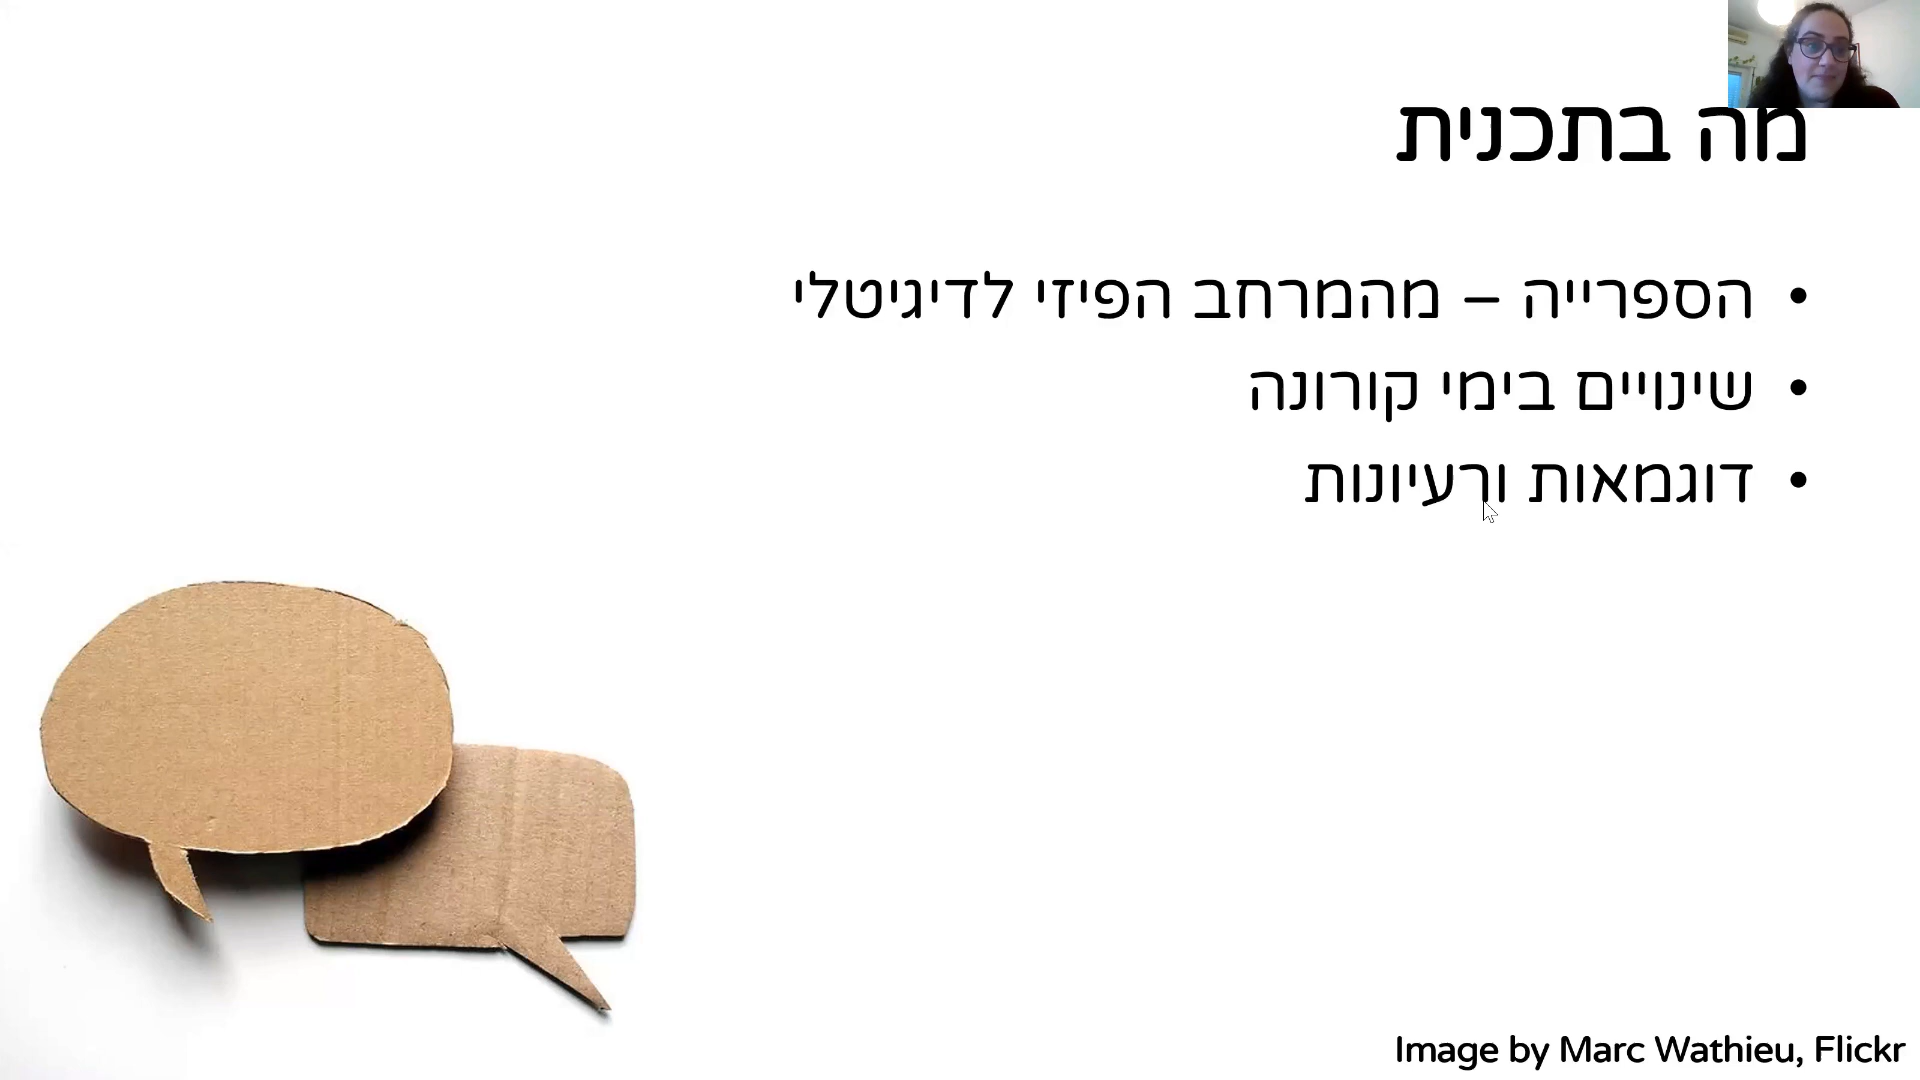 מה בתכנית
• הספרייה – מהמרחב הפיזי לדיגיטלי
• שינויים בימי קורונה
• דוגמאות ורעיונות
Image by Marc Wathieu, Flickr